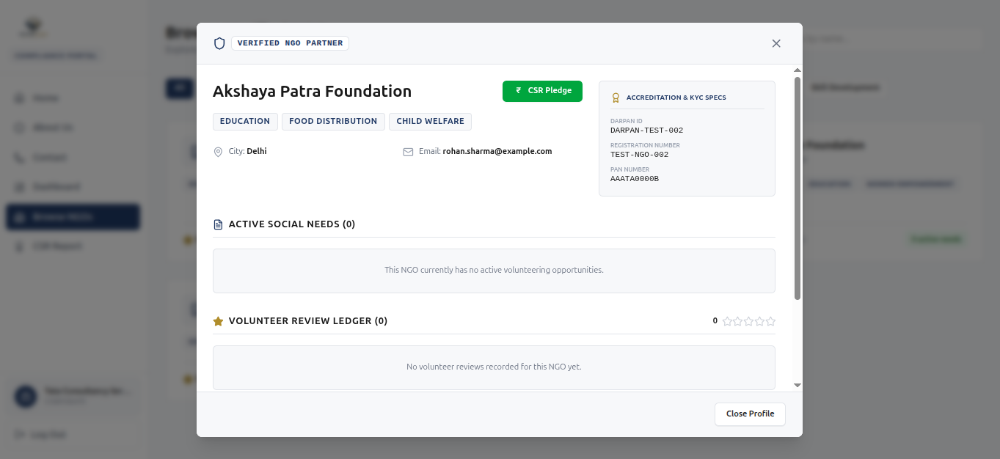 VERIFIED NGO PARTNER
Akshaya Patra Foundation
₹ CSR Pledge
EDUCATION
FOOD DISTRIBUTION
CHILD WELFARE
City: Delhi
Email: rohan.sharma@example.com
ACCREDITATION & KYC SPECS
DARPAN ID
DARPAN-TEST-002
REGISTRATION NUMBER
TEST-NGO-002
PAN NUMBER
AAATA0000B
ACTIVE SOCIAL NEEDS (0)
This NGO currently has no active volunteering opportunities.
VOLUNTEER REVIEW LEDGER (0)
0
No volunteer reviews recorded for this NGO yet.
Close Profile
Home
About Us
Contact
Dashboard
Browse NGOs
CSR Report
Log Out
Foundation